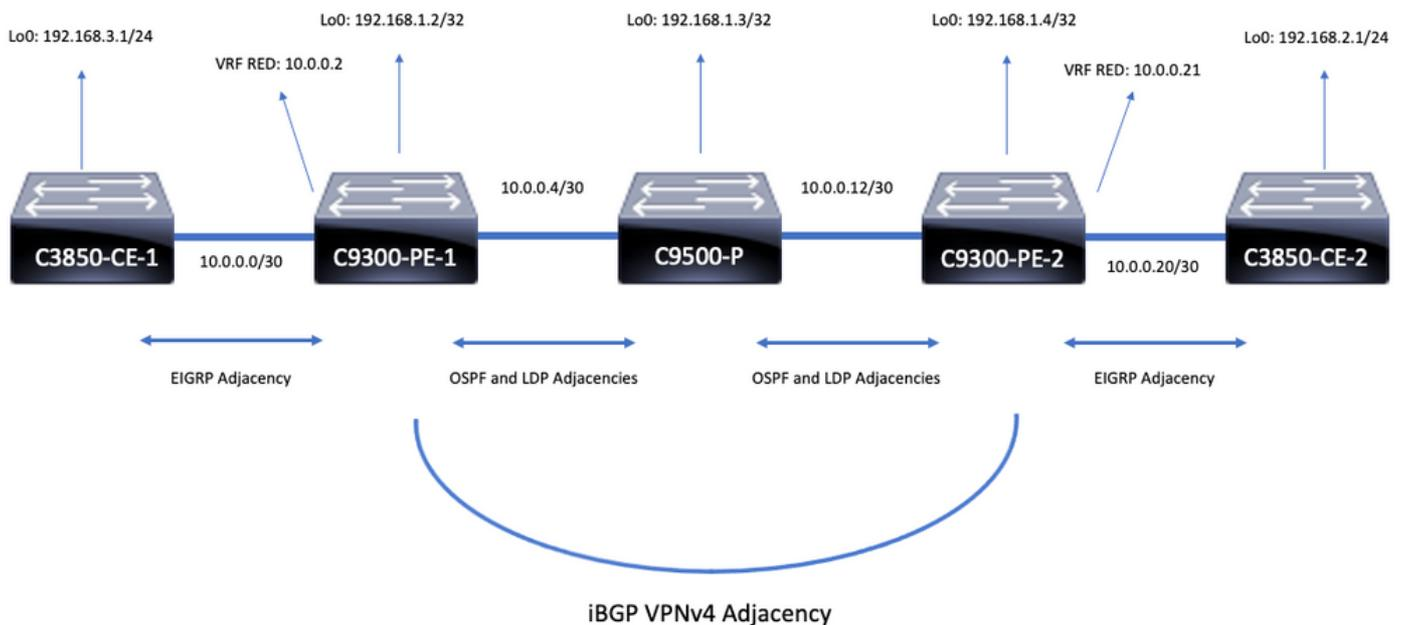 Lo0: 192.168.3.1/24
Lo0: 192.168.1.2/32
Lo0: 192.168.1.3/32
Lo0: 192.168.1.4/32
Lo0: 192.168.2.1/24
VRF RED: 10.0.0.2
VRF RED: 10.0.0.21
10.0.0.4/30
10.0.0.12/30
C3850-CE-1
C9300-PE-1
C9500-P
C9300-PE-2
C3850-CE-2
10.0.0.0/30
10.0.0.20/30
EIGRP Adjacency
OSPF and LDP Adjacencies
OSPF and LDP Adjacencies
EIGRP Adjacency
iBGP VPNv4 Adjacency